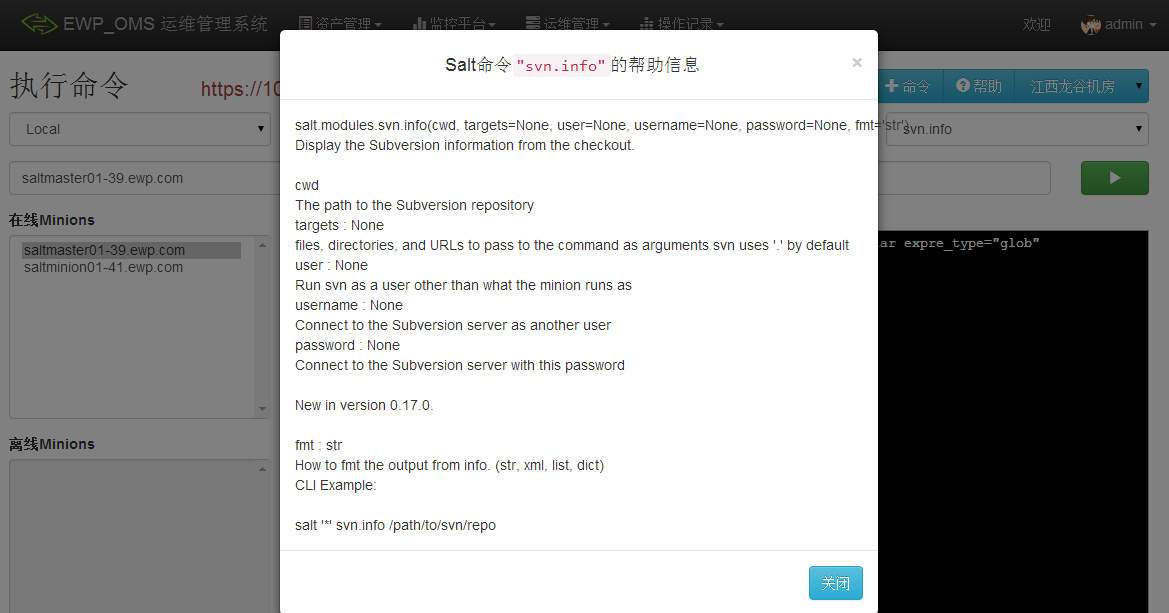 EWP_OMS 运维管理系统
资产管理
监控平台
运维管理
操作记录
欢迎
admin
Salt命令"svn.info"的帮助信息
×
执行命令
https://10
命令
帮助
江西龙谷机房
Local
svn.info
saltmaster01-39.ewp.com
在线Minions
saltmaster01-39.ewp.com
saltminion01-41.ewp.com
离线Minions
expre_type="glob"
salt.modules.svn.info(cwd, targets=None, user=None, username=None, password=None, fmt='str')
Display the Subversion information from the checkout.
cwd
The path to the Subversion repository
targets : None
files, directories, and URLs to pass to the command as arguments svn uses '.' by default
user : None
Run svn as a user other than what the minion runs as
username : None
Connect to the Subversion server as another user
password : None
Connect to the Subversion server with this password
New in version 0.17.0.
fmt : str
How to fmt the output from info. (str, xml, list, dict)
CLI Example:
salt '*' svn.info /path/to/svn/repo
关闭